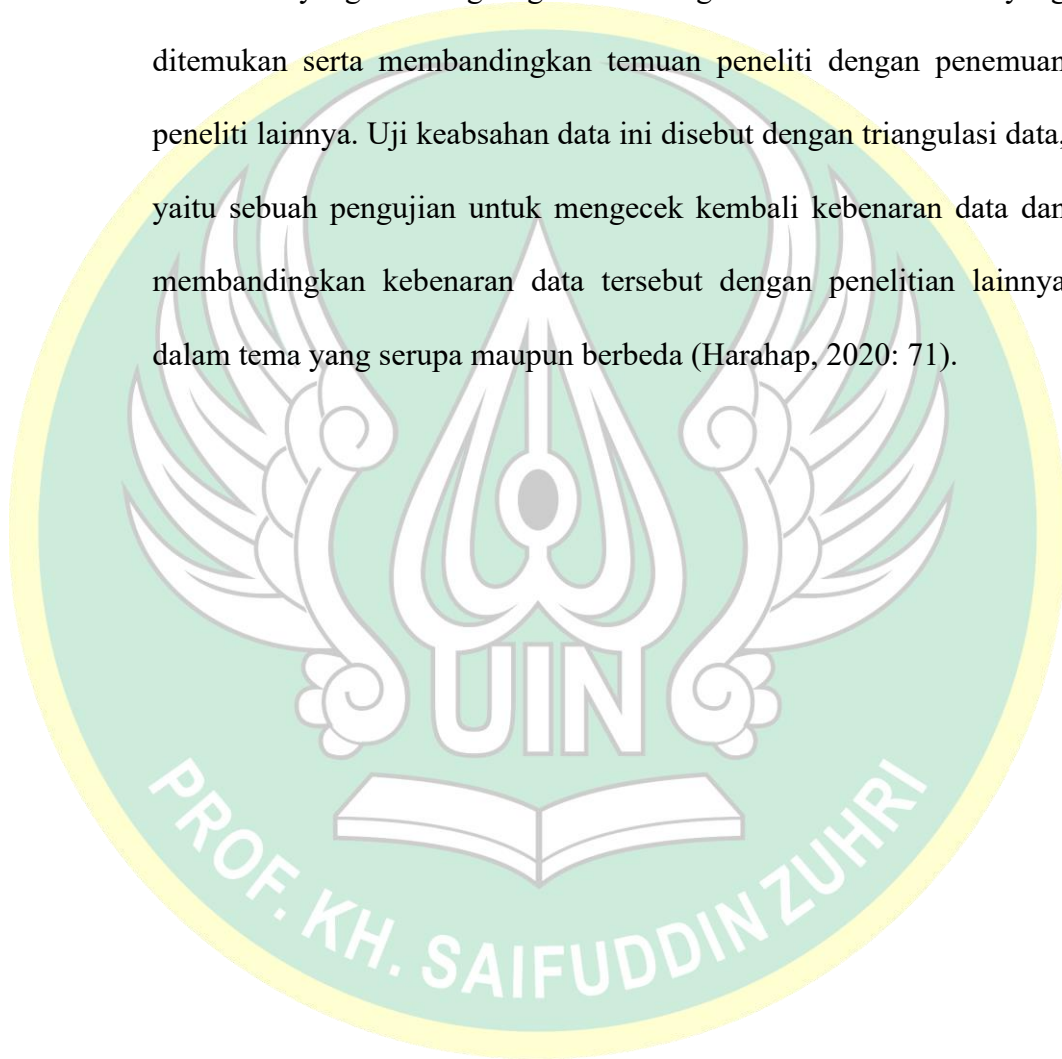 ditemukan serta membandingkan temuan peneliti dengan penemuan
peneliti lainnya. Uji keabsahan data ini disebut dengan triangulasi data,
yaitu sebuah pengujian untuk mengecek kembali kebenaran data dan
membandingkan kebenaran data tersebut dengan penelitian lainnya
dalam tema yang serupa maupun berbeda (Harahap, 2020: 71).
UIN
PROF. KH. SAIFUDDIN ZUHRI